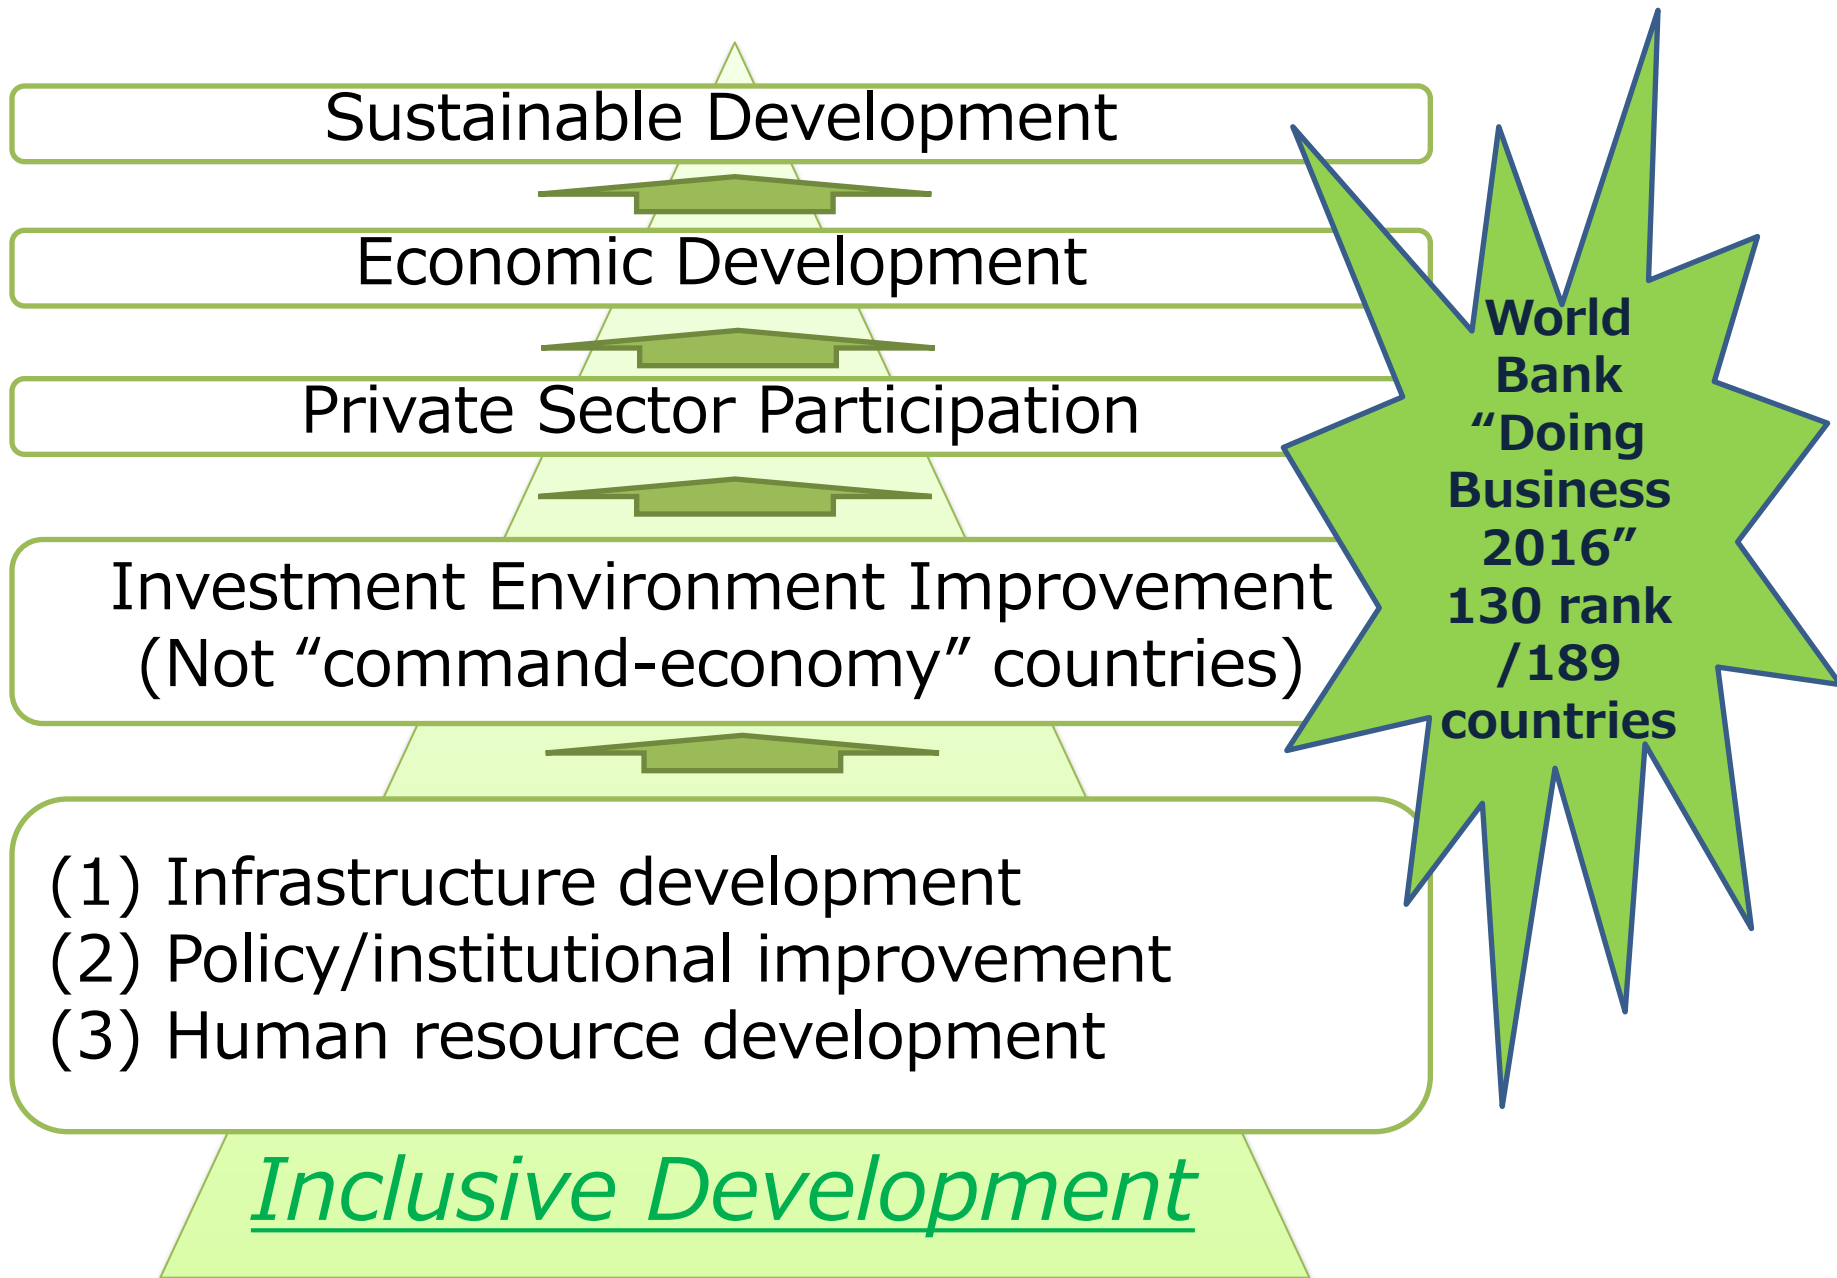 Sustainable Development
Economic Development
Private Sector Participation
Investment Environment Improvement
(Not “command-economy” countries)
(1) Infrastructure development
(2) Policy/institutional improvement
(3) Human resource development
Inclusive Development
World
Bank
“Doing
Business
2016”
130 rank
/189
countries